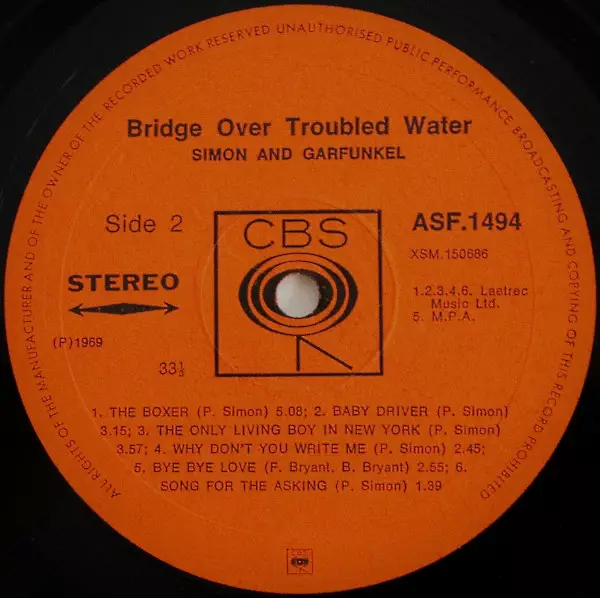 ALL RIGHTS OF THE MANUFACTURER AND OF THE OWNER OF THE RECORDED WORK RESERVED UNAUTHORISED PUBLIC PERFORMANCE BROADCASTING AND COPYING OF THIS RECORD PROHIBITED
Bridge Over Troubled Water
SIMON AND GARFUNKEL
Side 2
CBS
ASF.1494
XSM.150686
STEREO
1.2.3.4.6. Laetrec
Music Ltd.
5. M.P.A.
(P)1969
33⅓
1. THE BOXER (P. Simon) 5.08; 2. BABY DRIVER (P. Simon)
3.15; 3. THE ONLY LIVING BOY IN NEW YORK (P. Simon)
3.57; 4. WHY DON'T YOU WRITE ME (P. Simon) 2.45;
5. BYE BYE LOVE (F. Bryant, B. Bryant) 2.55; 6.
SONG FOR THE ASKING (P. Simon) 1.39